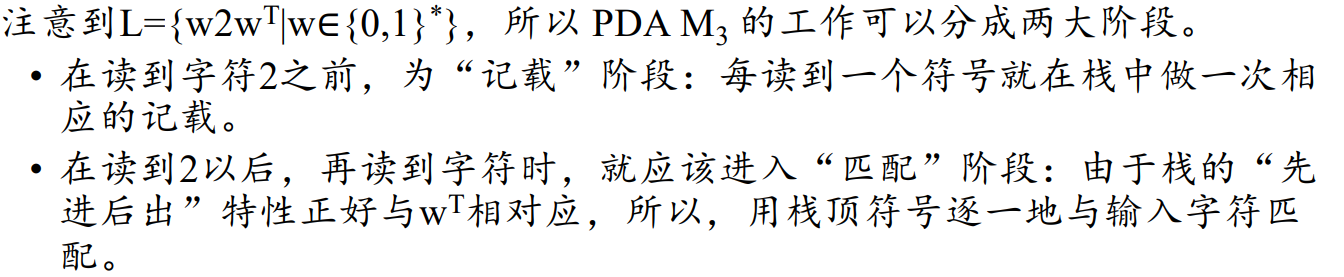 注意到L={w2wᵀ|w∈{0,1}*}，所以 PDA M₃ 的工作可以分成两大阶段。
• 在读到字符2之前，为“记载”阶段：每读到一个符号就在栈中做一次相
应的记载。
• 在读到2以后，再读到字符时，就应该进入“匹配”阶段：由于栈的“先
进后出”特性正好与wᵀ相对应，所以，用栈顶符号逐一地与输入字符匹
配。